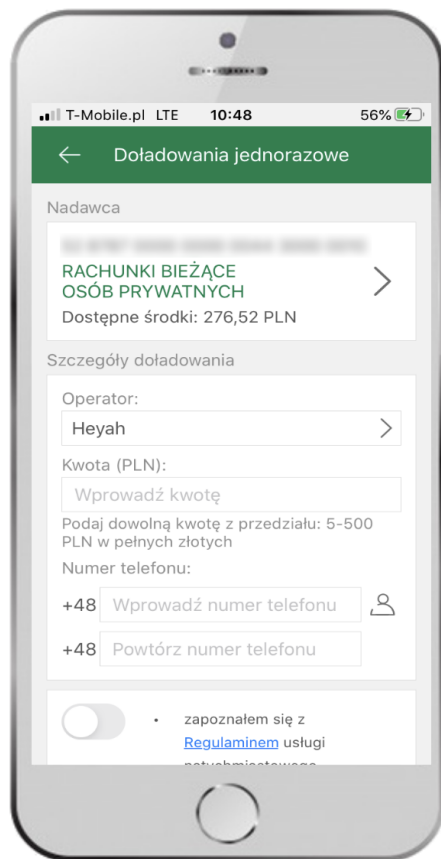 T-Mobile.pl LTE 10:48 56%
Doładowania jednorazowe
Nadawca
RACHUNKI BIEŻĄCE
OSÓB PRYWATNYCH
Dostępne środki: 276,52 PLN
Szczegóły doładowania
Operator:
Heyah
Kwota (PLN):
Wprowadź kwotę
Podaj dowolną kwotę z przedziału: 5-500
PLN w pełnych złotych
Numer telefonu:
+48 Wprowadź numer telefonu
+48 Powtórz numer telefonu
• zapoznałem się z
Regulaminem usługi